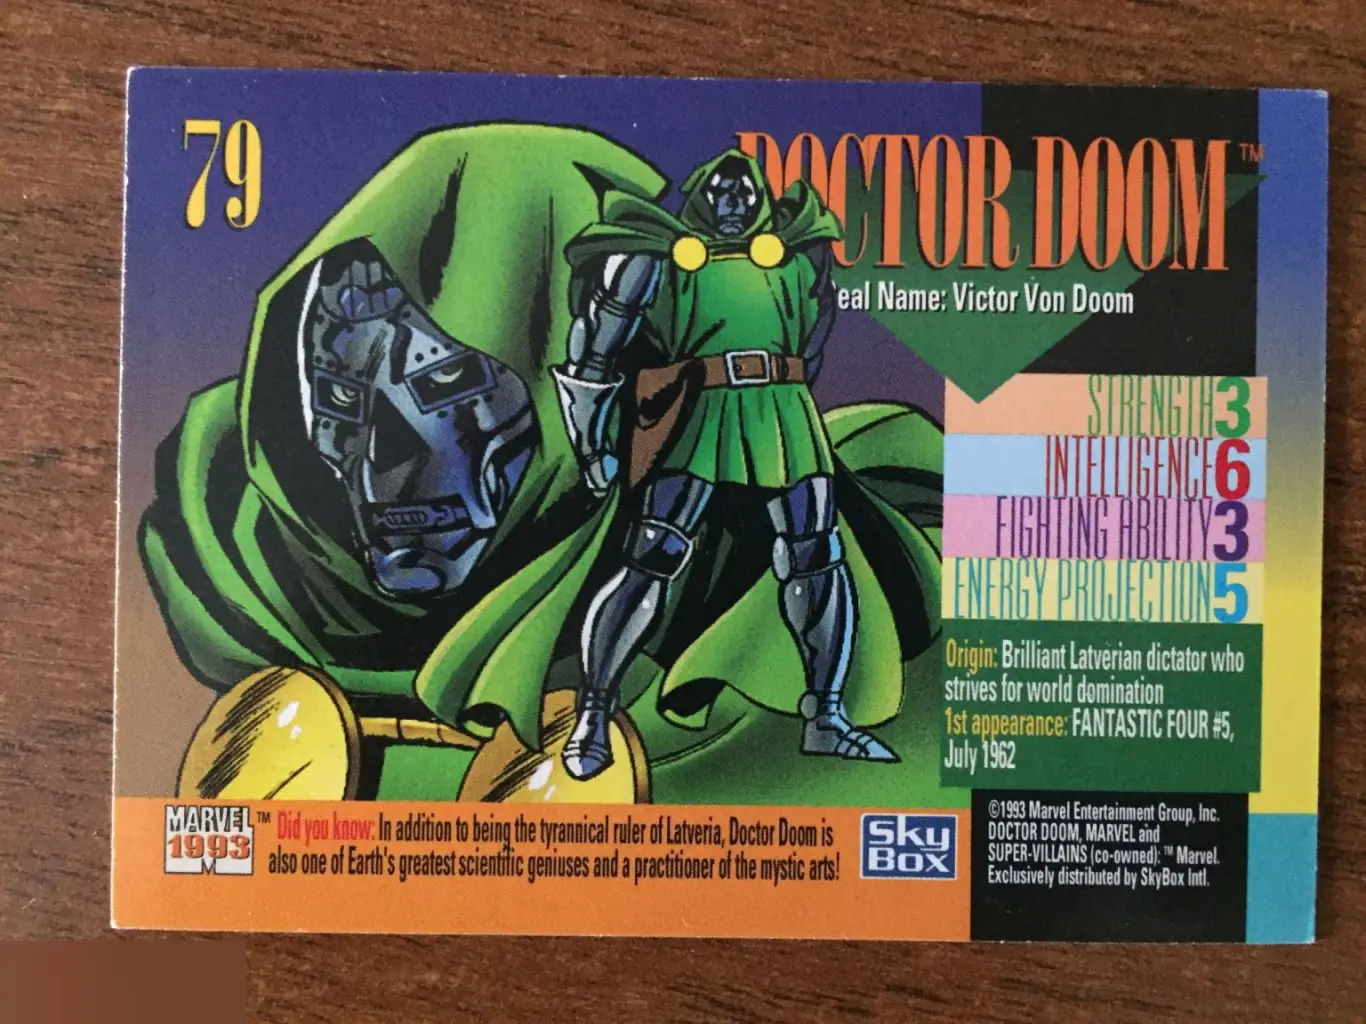 79
DOCTOR DOOM™
Real Name: Victor Von Doom
STRENGTH 3
INTELLIGENCE 6
FIGHTING ABILITY 3
ENERGY PROJECTION 5
Origin: Brilliant Latverian dictator who
strives for world domination
1st appearance: FANTASTIC FOUR #5,
July 1962
MARVEL™
1993
M
Did you know: In addition to being the tyrannical ruler of Latveria, Doctor Doom is
also one of Earth's greatest scientific geniuses and a practitioner of the mystic arts!
SkyBox
©1993 Marvel Entertainment Group, Inc.
DOCTOR DOOM, MARVEL and
SUPER-VILLAINS (co-owned): ™ Marvel.
Exclusively distributed by SkyBox Intl.